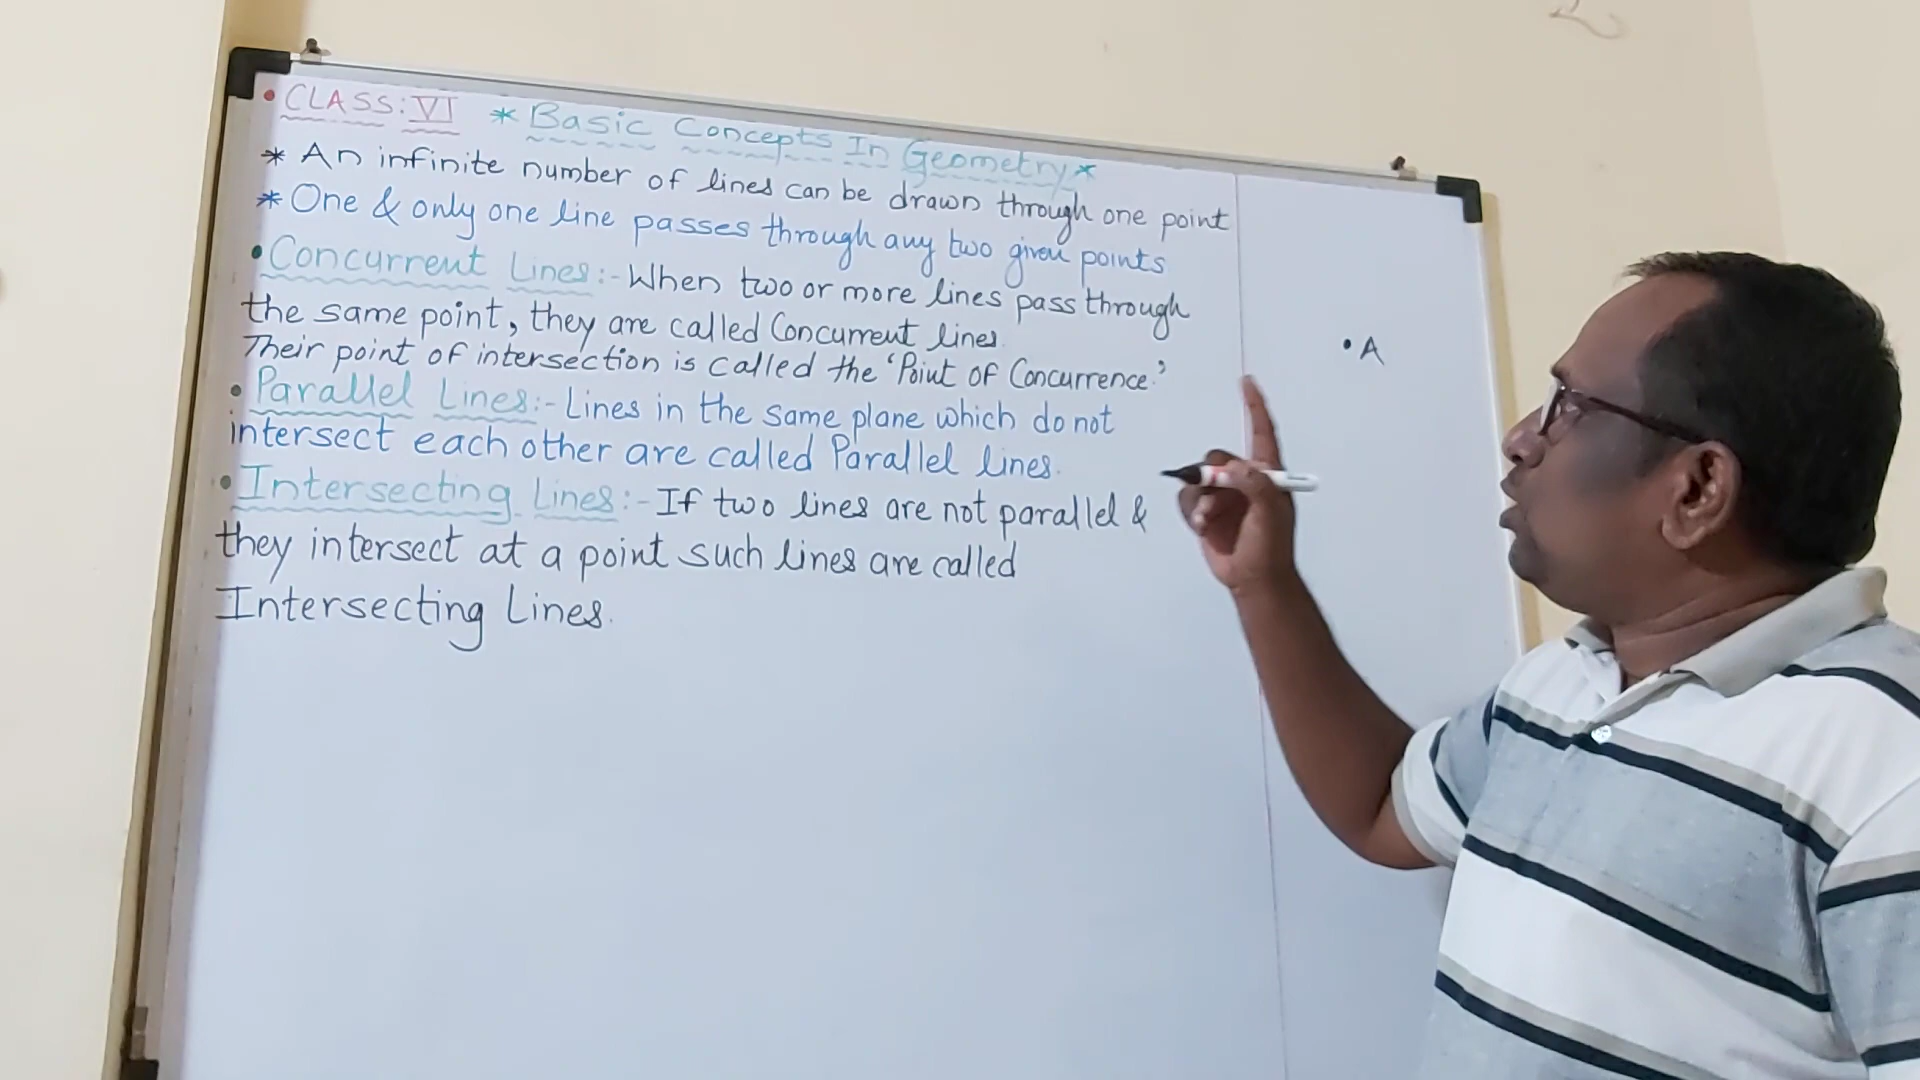 • CLASS: VI * Basic Concepts In Geometry *
* An infinite number of lines can be drawn through one point
* One & only one line passes through any two given points
• Concurrent Lines:- When two or more lines pass through
the same point, they are called Concurrent lines.
Their point of intersection is called the 'Point of Concurrence.'
• Parallel Lines:- Lines in the same plane which do not
intersect each other are called Parallel lines.
• Intersecting Lines:- If two lines are not parallel &
they intersect at a point such lines are called
Intersecting Lines.
• A